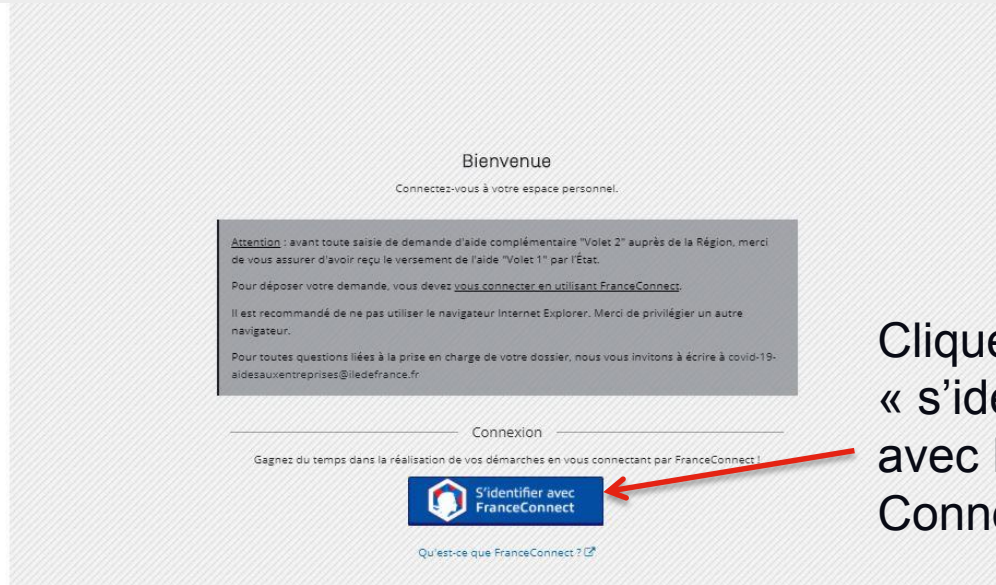 Bienvenue
Connectez-vous à votre espace personnel.
Attention : avant toute saisie de demande d'aide complémentaire "Volet 2" auprès de la Région, merci
de vous assurer d'avoir reçu le versement de l'aide "Volet 1" par l'État.
Pour déposer votre demande, vous devez vous connecter en utilisant FranceConnect.
Il est recommandé de ne pas utiliser le navigateur Internet Explorer. Merci de privilégier un autre
navigateur.
Pour toutes questions liées à la prise en charge de votre dossier, nous vous invitons à écrire à covid-19-
aidesauxentreprises@iledefrance.fr
Connexion
Gagnez du temps dans la réalisation de vos démarches en vous connectant par FranceConnect !
S'identifier avec
FranceConnect
Qu'est-ce que FranceConnect ?
«
avec